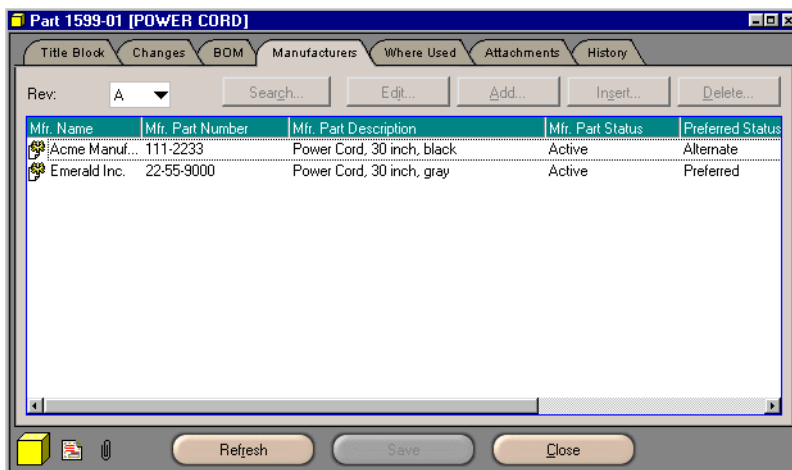 Part 1599-01 [POWER CORD]
Title Block Changes BOM Manufacturers Where Used Attachments History
Rev: A Search... Edit... Add... Insert... Delete...
Mfr. Name Mfr. Part Number Mfr. Part Description Mfr. Part Status Preferred Status
Acme Manuf... 111-2233 Power Cord, 30 inch, black Active Alternate
Emerald Inc. 22-55-9000 Power Cord, 30 inch, gray Active Preferred
Refresh Save Close